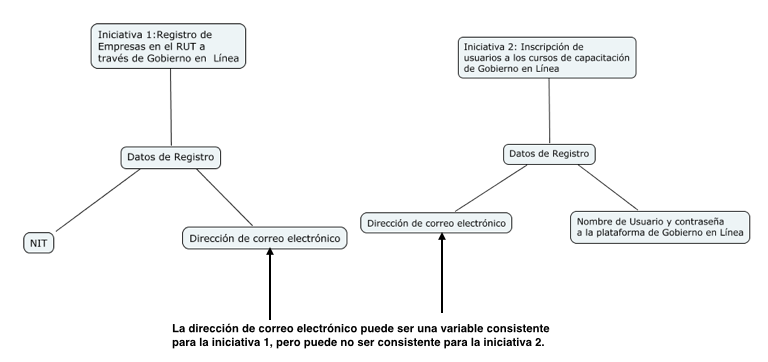 Iniciativa 1:Registro de
Empresas en el RUT a
través de Gobierno en Línea
Datos de Registro
NIT
Dirección de correo electrónico
Iniciativa 2: Inscripción de
usuarios a los cursos de capacitación
de Gobierno en Línea
Datos de Registro
Dirección de correo electrónico
Nombre de Usuario y contraseña
a la plataforma de Gobierno en Línea
La dirección de correo electrónico puede ser una variable consistente
para la iniciativa 1, pero puede no ser consistente para la iniciativa 2.